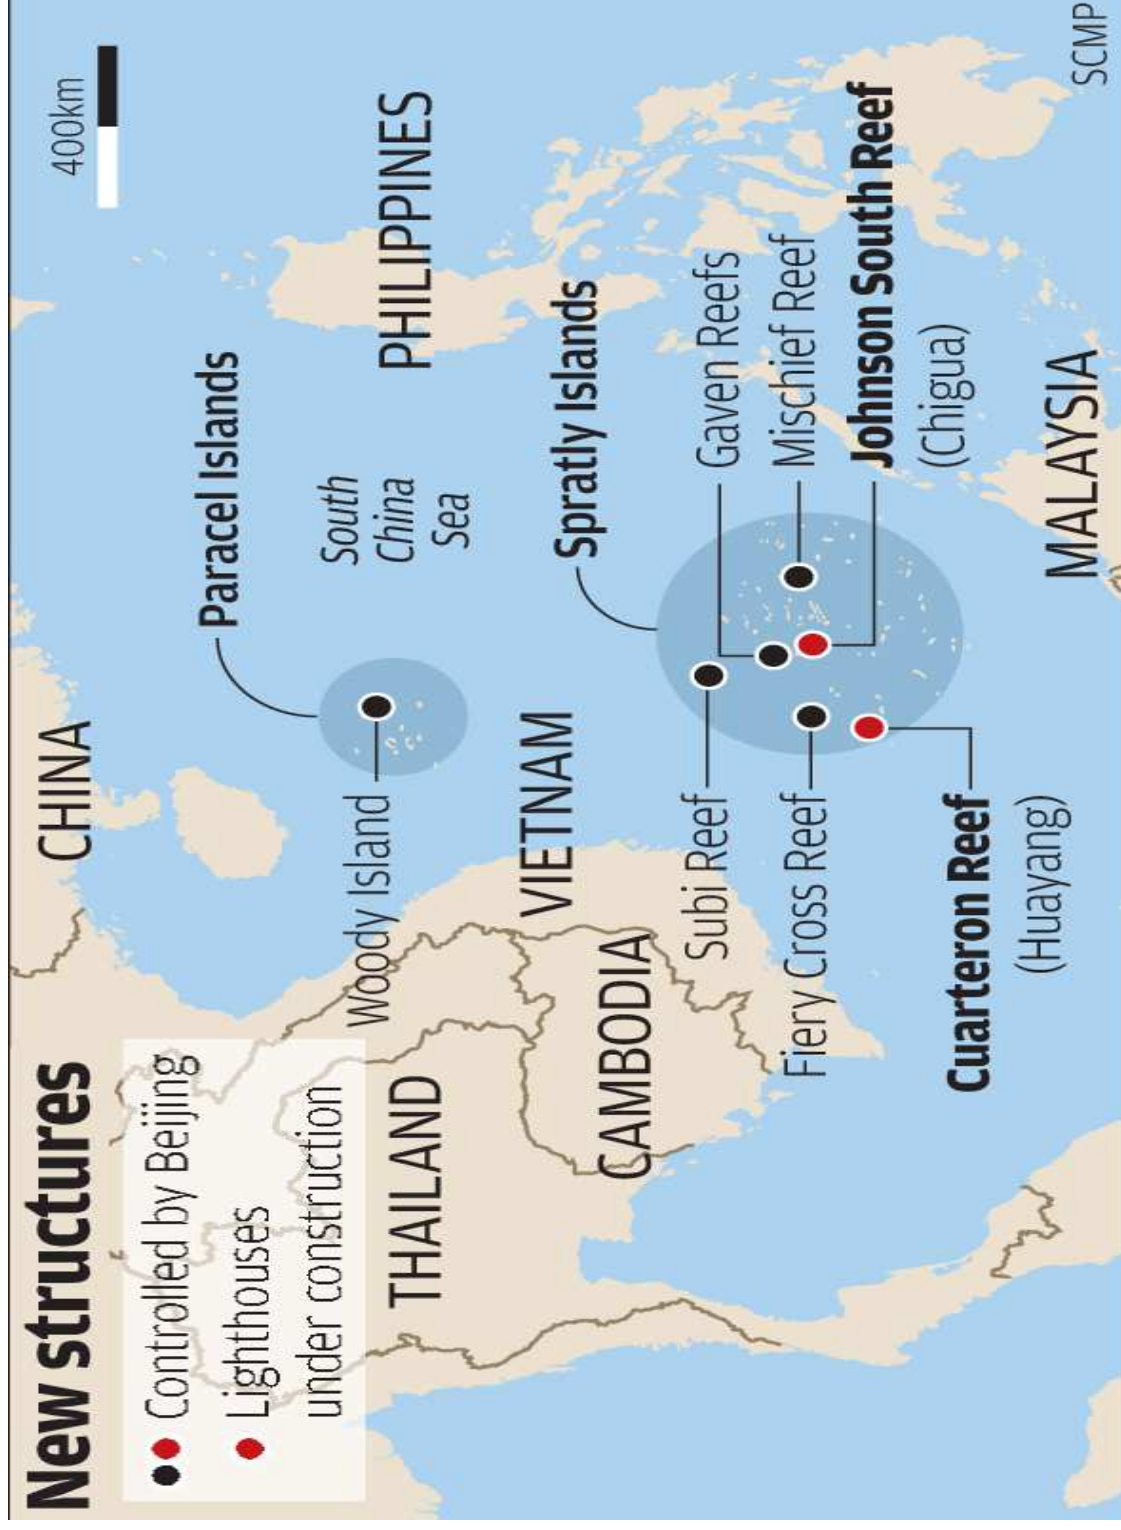 New structures
Controlled by Beijing
Lighthouses
under construction
400km
CHINA
Paracel Islands
Woody Island
South
China
Sea
PHILIPPINES
THAILAND
VIETNAM
CAMBODIA
Spratly Islands
Subi Reef
Gaven Reefs
Fiery Cross Reef
Mischief Reef
Johnson South Reef
(Chigua)
Cuarteron Reef
(Huayang)
MALAYSIA
SCMP